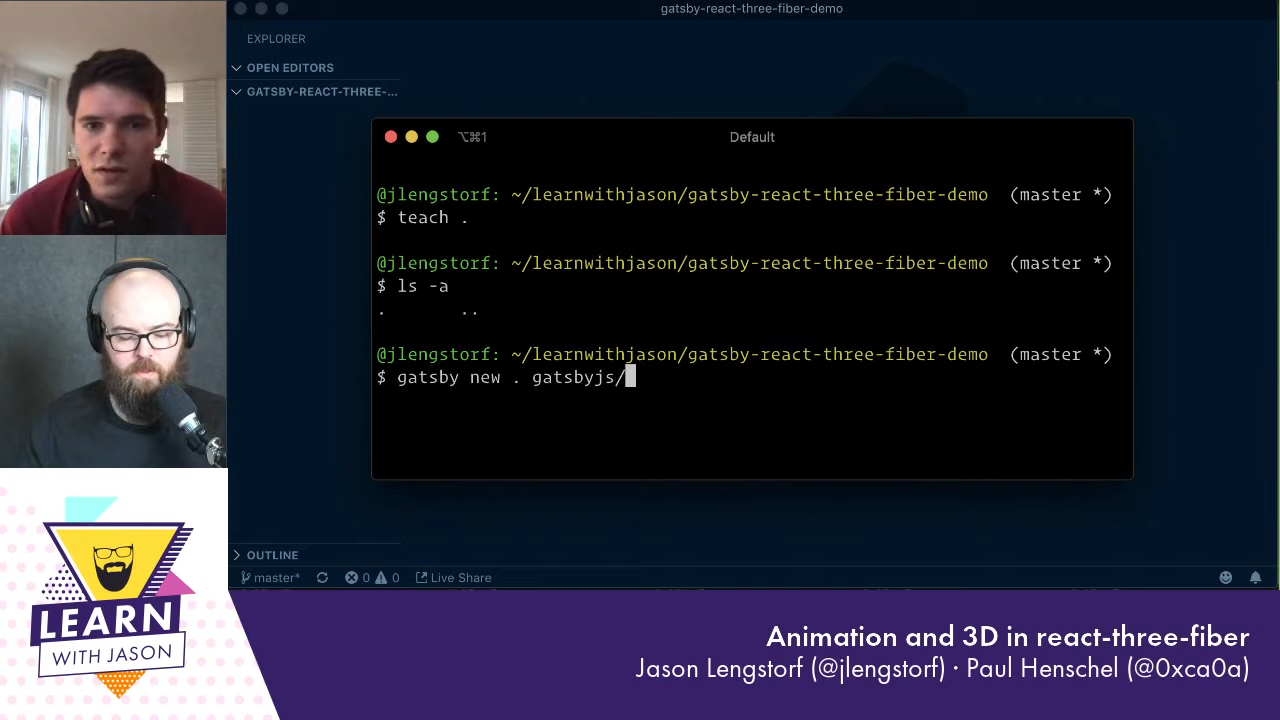 gatsby-react-three-fiber-demo
EXPLORER
OPEN EDITORS
GATSBY-REACT-THREE-...
⌥⌘1
Default
@jlengstorf: ~/learnwithjason/gatsby-react-three-fiber-demo (master *)
$ teach .
@jlengstorf: ~/learnwithjason/gatsby-react-three-fiber-demo (master *)
$ ls -a
. ..
@jlengstorf: ~/learnwithjason/gatsby-react-three-fiber-demo (master *)
$ gatsby new . gatsbyjs/
OUTLINE
master* 0 0 Live Share
LEARN
WITH JASON
Animation and 3D in react-three-fiber
Jason Lengstorf (@jlengstorf) · Paul Henschel (@0xca0a)